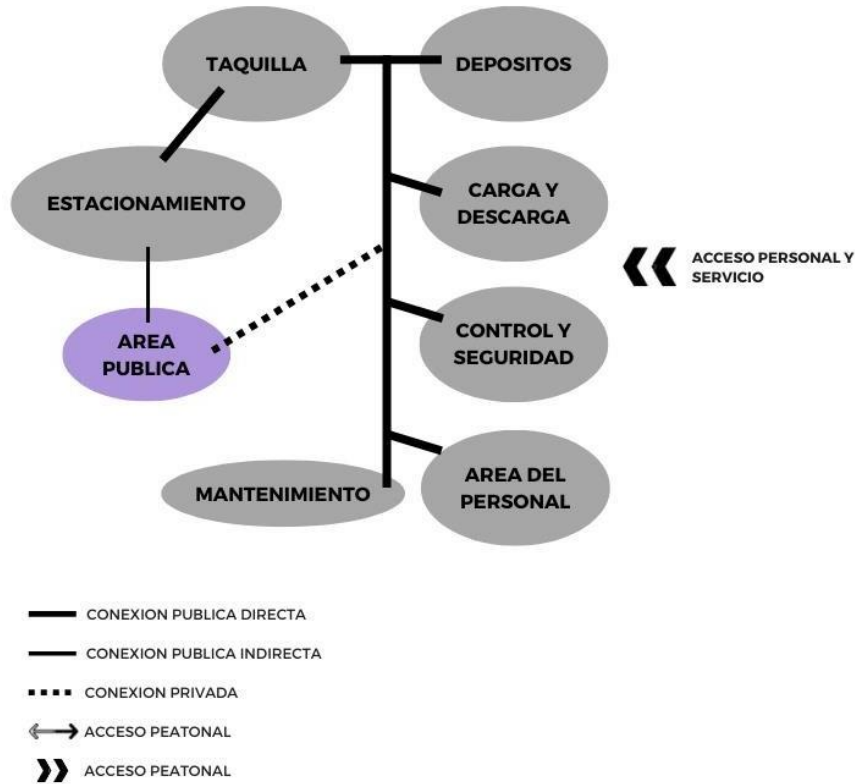 TAQUILLA
DEPOSITOS
ESTACIONAMIENTO
CARGA Y
DESCARGA
ACCESO PERSONAL Y
SERVICIO
AREA
PUBLICA
CONTROL Y
SEGURIDAD
MANTENIMIENTO
AREA DEL
PERSONAL
CONEXION PUBLICA DIRECTA
CONEXION PUBLICA INDIRECTA
CONEXION PRIVADA
ACCESO PEATONAL
ACCESO PEATONAL